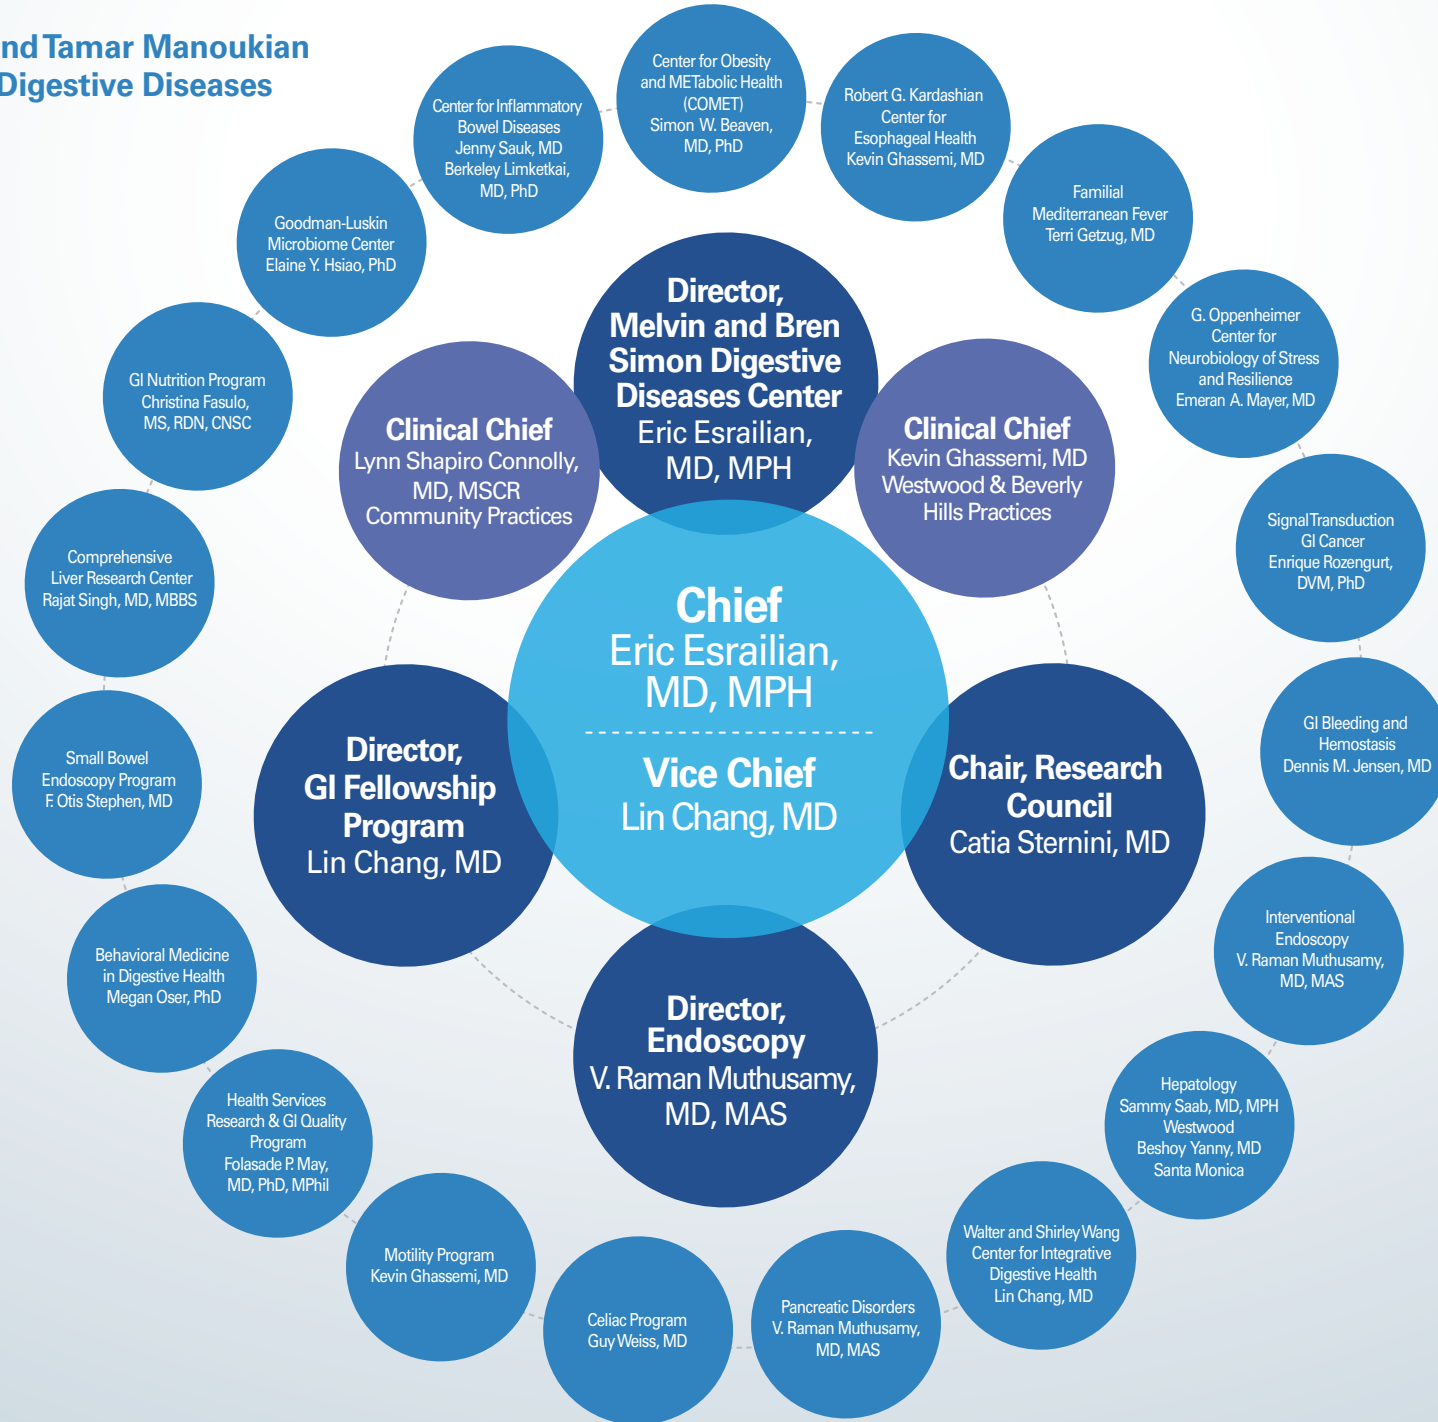 nd Tamar Manoukian
Digestive Diseases
Center for Obesity
and METabolic Health
(COMET)
Simon W. Beaven,
MD, PhD
Robert G. Kardashian
Center for
Esophageal Health
Kevin Ghassemi, MD
Familial
Mediterranean Fever
Terri Getzug, MD
G. Oppenheimer
Center for
Neurobiology of Stress
and Resilience
Emeran A. Mayer, MD
Signal Transduction
GI Cancer
Enrique Rozengurt,
DVM, PhD
GI Bleeding and
Hemostasis
Dennis M. Jensen, MD
Interventional
Endoscopy
V. Raman Muthusamy,
MD, MAS
Hepatology
Sammy Saab, MD, MPH
Westwood
Beshoy Yanny, MD
Santa Monica
Walter and Shirley Wang
Center for Integrative
Digestive Health
Lin Chang, MD
Pancreatic Disorders
V. Raman Muthusamy,
MD, MAS
Celiac Program
Guy Weiss, MD
Motility Program
Kevin Ghassemi, MD
Health Services
Research & GI Quality
Program
Folasade P. May,
MD, PhD, MPhil
Behavioral Medicine
in Digestive Health
Megan Oser, PhD
Small Bowel
Endoscopy Program
F. Otis Stephen, MD
Comprehensive
Liver Research Center
Rajat Singh, MD, MBBS
GI Nutrition Program
Christina Fasulo,
MS, RDN, CNSC
Goodman-Luskin
Microbiome Center
Elaine Y. Hsiao, PhD
Center for Inflammatory
Bowel Diseases
Jenny Sauk, MD
Berkeley Limketkai,
MD, PhD
Director,
Melvin and Bren
Simon Digestive
Diseases Center
Eric Esrailian,
MD, MPH
Clinical Chief
Lynn Shapiro Connolly,
MD, MSCR
Community Practices
Clinical Chief
Kevin Ghassemi, MD
Westwood & Beverly
Hills Practices
Chief
Eric Esrailian,
MD, MPH
Vice Chief
Lin Chang, MD
Director,
GI Fellowship
Program
Lin Chang, MD
Chair, Research
Council
Catia Sternini, MD
Director,
Endoscopy
V. Raman Muthusamy,
MD, MAS